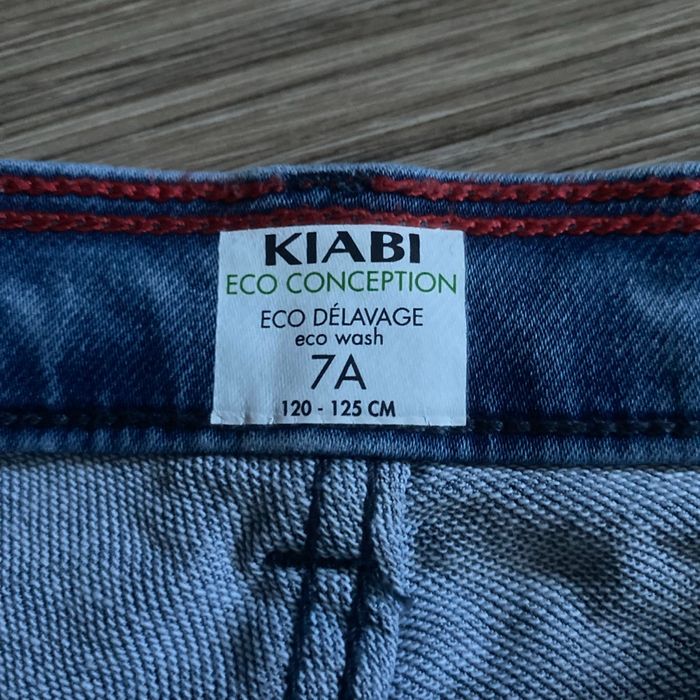 KIABI
ECO CONCEPTION
ECO DÉLAVAGE
eco wash
7A
120 - 125 CM